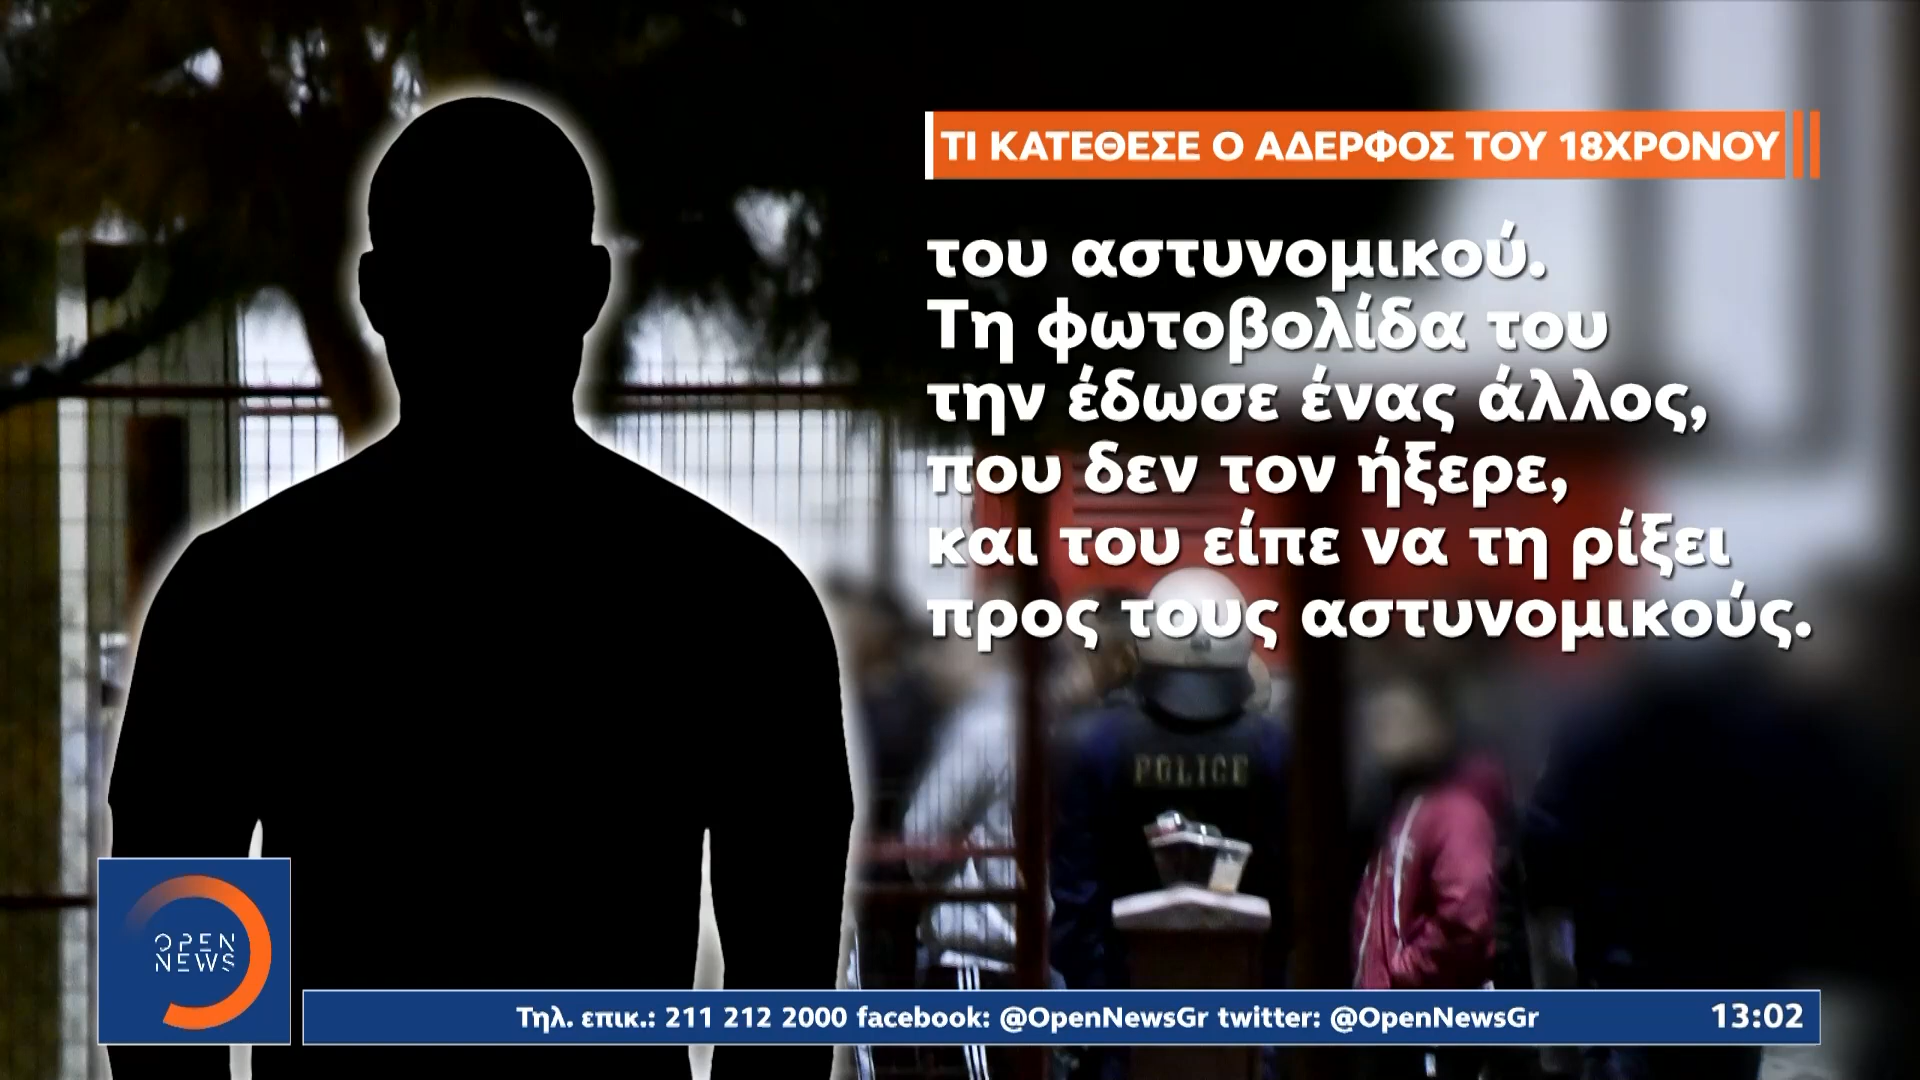 ΤΙ ΚΑΤΕΘΕΣΕ Ο ΑΔΕΡΦΟΣ ΤΟΥ 18ΧΡΟΝΟΥ
του αστυνομικού.
Τη φωτοβολίδα του
την έδωσε ένας άλλος,
που δεν τον ήξερε,
και του είπε να τη ρίξει
προς τους αστυνομικούς.
POLICE
OPEN
NEWS
Τηλ. επικ.: 211 212 2000 facebook: @OpenNewsGr twitter: @OpenNewsGr
13:02